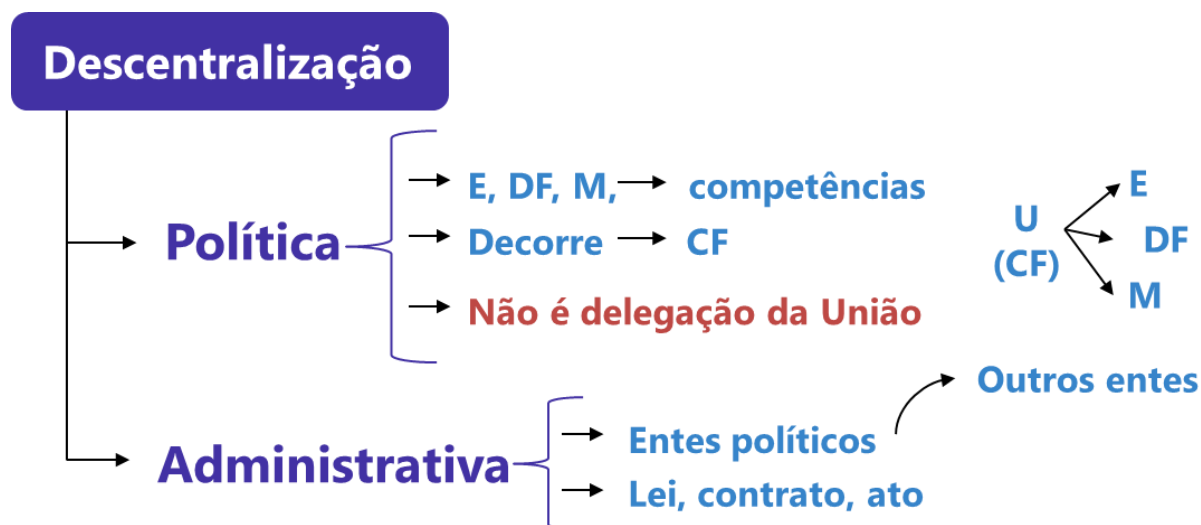 Descentralização
Política
E, DF, M, competências
Decorre CF
Não é delegação da União
U
(CF)
E
DF
M
Administrativa
Entes políticos
Outros entes
Lei, contrato, ato